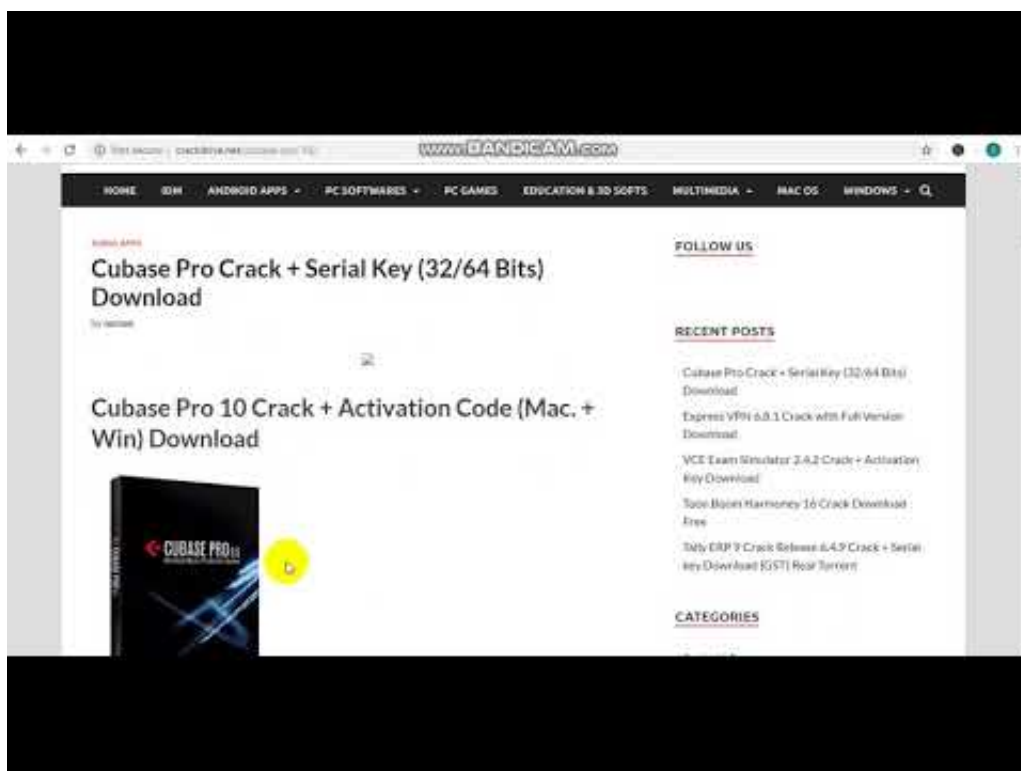 www.BANDICAM.com
HOME IDM ANDROID APPS PC SOFTWARES PC GAMES EDUCATION & 3D SOFTS MULTIMEDIA MAC OS WINDOWS
Cubase Pro Crack + Serial Key (32/64 Bits)
Download
Cubase Pro 10 Crack + Activation Code (Mac. +
Win) Download
CUBASE PRO
FOLLOW US
RECENT POSTS
Cubase Pro Crack + Serial Key (32/64 Bits)
Download
Express VPN 6.8.1 Crack with Full Version
Download
VCE Exam Simulator 2.4.2 Crack + Activation
Key Download
Toon Boom Harmoney 16 Crack Download
Free
Tally ERP 9 Crack Release 6.4.9 Crack + Serial
key Download [GST] Real Torrent
CATEGORIES